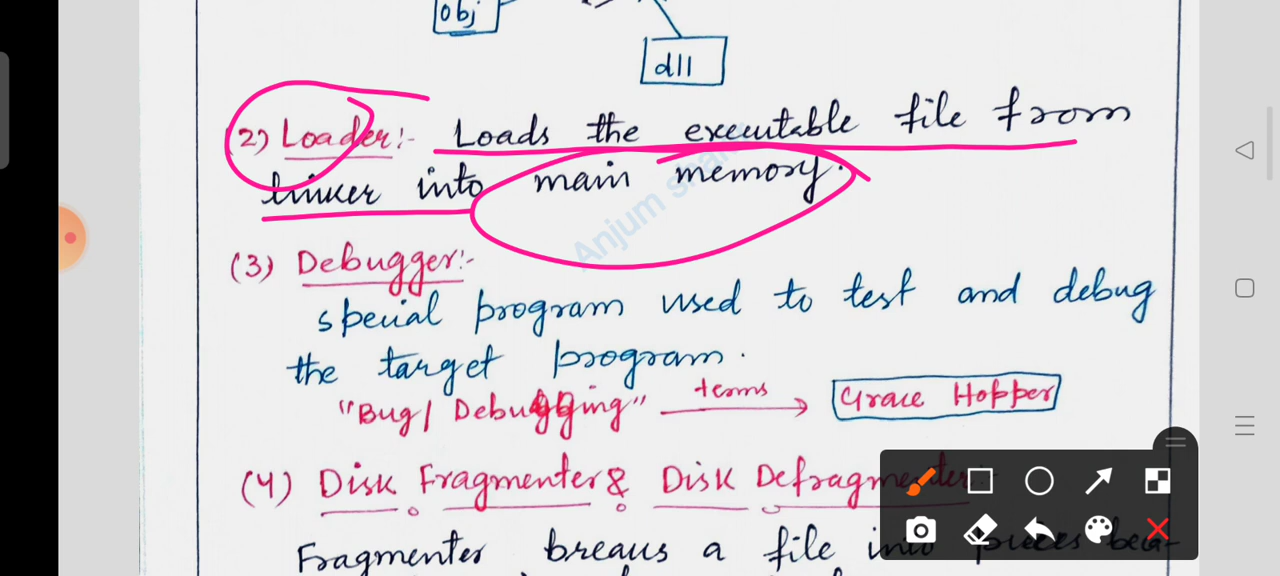 obj
dll
(2) Loader:- Loads the executable file from
linker into main memory.
Anjum
(3) Debugger:-
special program used to test and debug
the target program.
"Bug/ Debugging" terms Grace Hopper
(4) Disk Fragmenter & Disk Defragmenter:-
Fragmenter breaks a file into pieces